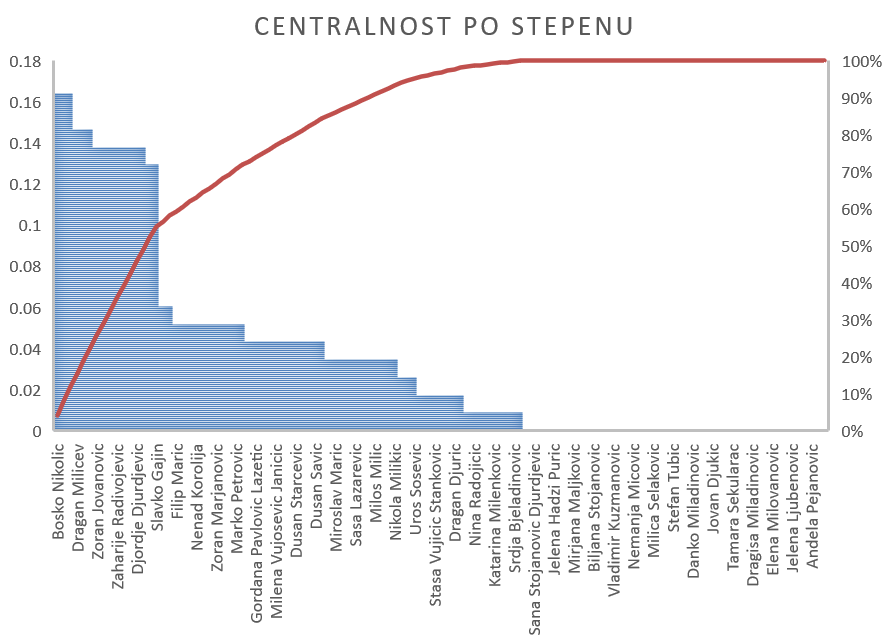 CENTRALNOST PO STEPENU
0.18
0.16
0.14
0.12
0.1
0.08
0.06
0.04
0.02
0
100%
90%
80%
70%
60%
50%
40%
30%
20%
10%
0%
Bosko Nikolic
Dragan Milicev
Zoran Jovanovic
Zaharije Radivojevic
Djordje Djurdjevic
Slavko Gajin
Filip Maric
Nenad Korolija
Zoran Marjanovic
Marko Petrovic
Gordana Pavlovic Lazetic
Milena Vujosevic Janicic
Dusan Starcevic
Dusan Savic
Miroslav Maric
Sasa Lazarevic
Milos Milic
Nikola Milikic
Uros Sosevic
Stasa Vujicic Stankovic
Dragan Djuric
Nina Radojicic
Katarina Milenkovic
Srdja Bjeladinovic
Sana Stojanovic Djurdjevic
Jelena Hadzi Puric
Mirjana Maljkovic
Biljana Stojanovic
Vladimir Kuzmanovic
Nemanja Micovic
Milica Selakovic
Stefan Tubic
Danko Miladinovic
Jovan Djukic
Tamara Sekularac
Dragisa Miladinovic
Elena Milovanovic
Jelena Ljubenovic
Andela Pejanovic